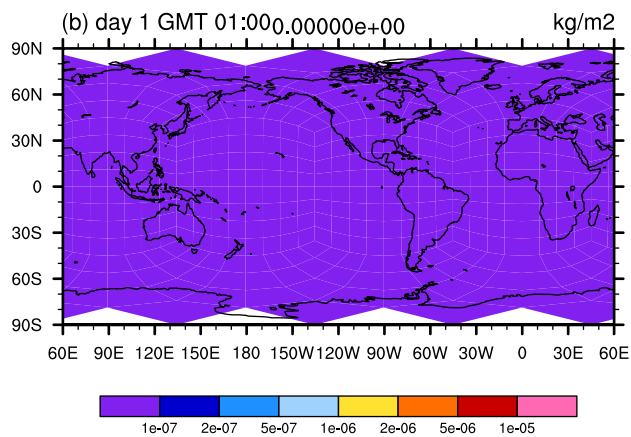 (b) day 1 GMT 01:00 0.00000e+00 kg/m2
90N
60N
30N
0
30S
60S
90S
60E 90E 120E 150E 180 150W 120W 90W 60W 30W 0 30E 60E
1e-07 2e-07 5e-07 1e-06 2e-06 5e-06 1e-05